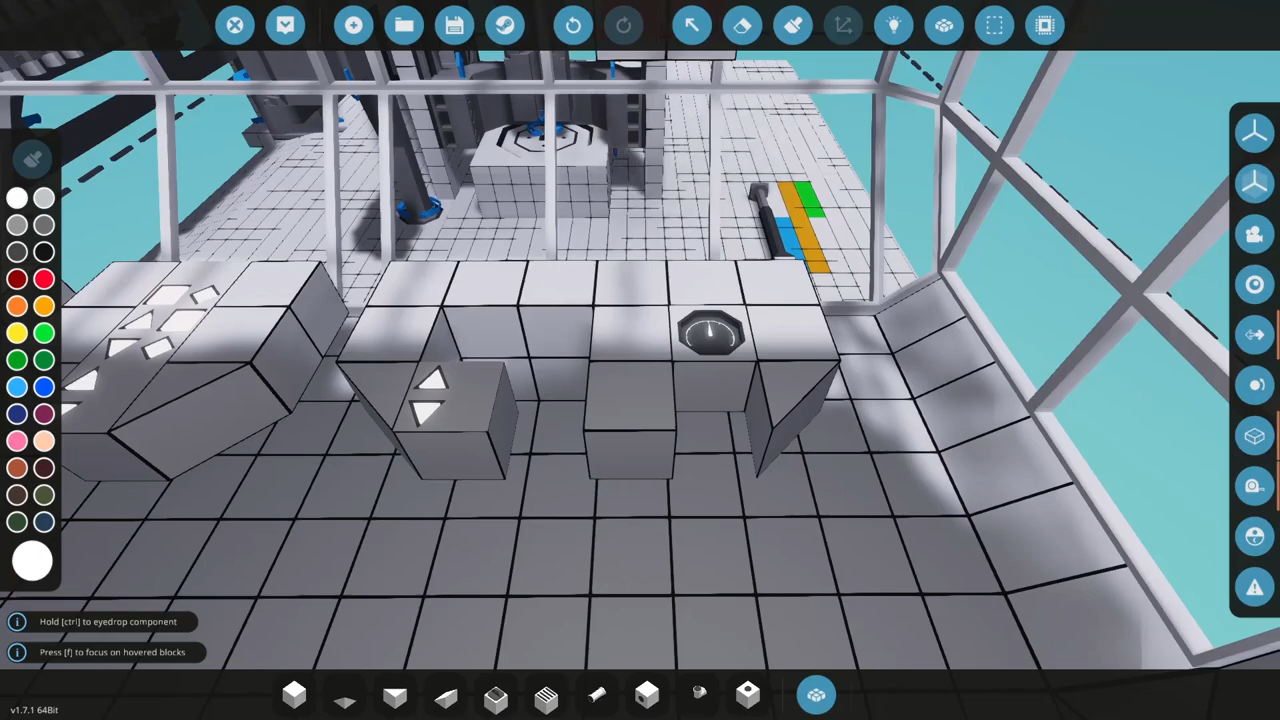 Hold [ctrl] to eyedrop component
Press [f] to focus on hovered blocks
v1.7.1 64Bit